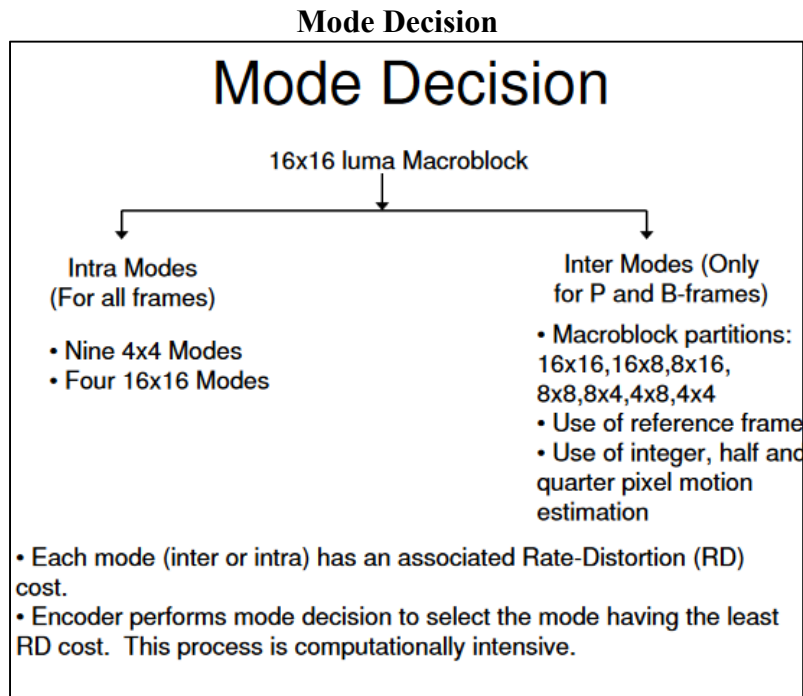 Mode Decision
Mode Decision
16x16 luma Macroblock
Intra Modes
(For all frames)
• Nine 4x4 Modes
• Four 16x16 Modes
Inter Modes (Only
for P and B-frames)
• Macroblock partitions:
16x16,16x8,8x16,
8x8,8x4,4x8,4x4
• Use of reference frame
• Use of integer, half and
quarter pixel motion
estimation
• Each mode (inter or intra) has an associated Rate-Distortion (RD)
cost.
• Encoder performs mode decision to select the mode having the least
RD cost.  This process is computationally intensive.